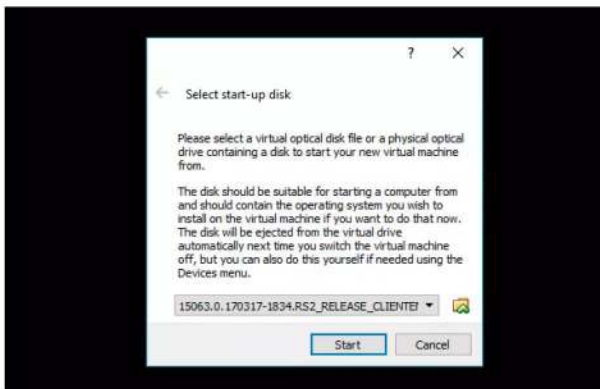 ?
Select start-up disk
Please select a virtual optical disk file or a physical optical
drive containing a disk to start your new virtual machine
from.
The disk should be suitable for starting a computer from
and should contain the operating system you wish to
install on the virtual machine if you want to do that now.
The disk will be ejected from the virtual drive
automatically next time you switch the virtual machine
off, but you can also do this yourself if needed using the
Devices menu.
15063.0.170317-1834.RS2_RELEASE_CLIENTE
Start Cancel